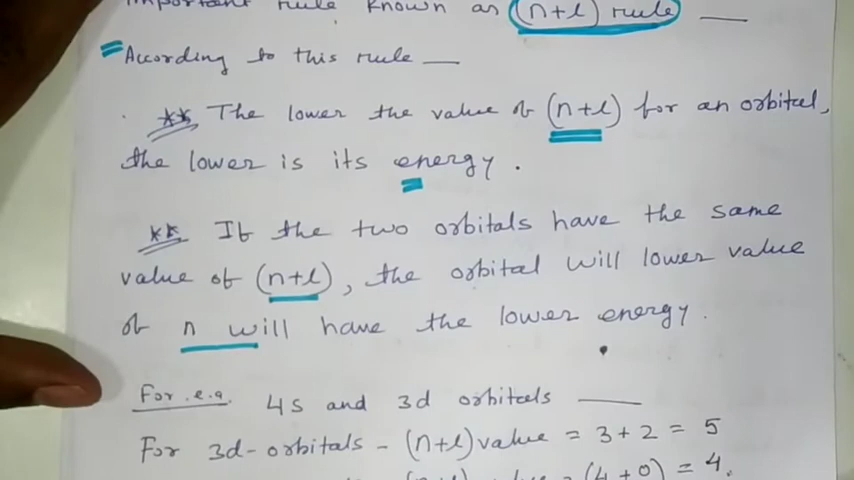 important rule known as (n+l) rule —
According to this rule —
** The lower the value of (n+l) for an orbital,
the lower is its energy.
** If the two orbitals have the same
value of (n+l), the orbital will lower value
of n will have the lower energy.
For e.g. 4s and 3d orbitals —
For 3d-orbitals - (n+l) value = 3+2 = 5
(n+l) value = (4+0) = 4.